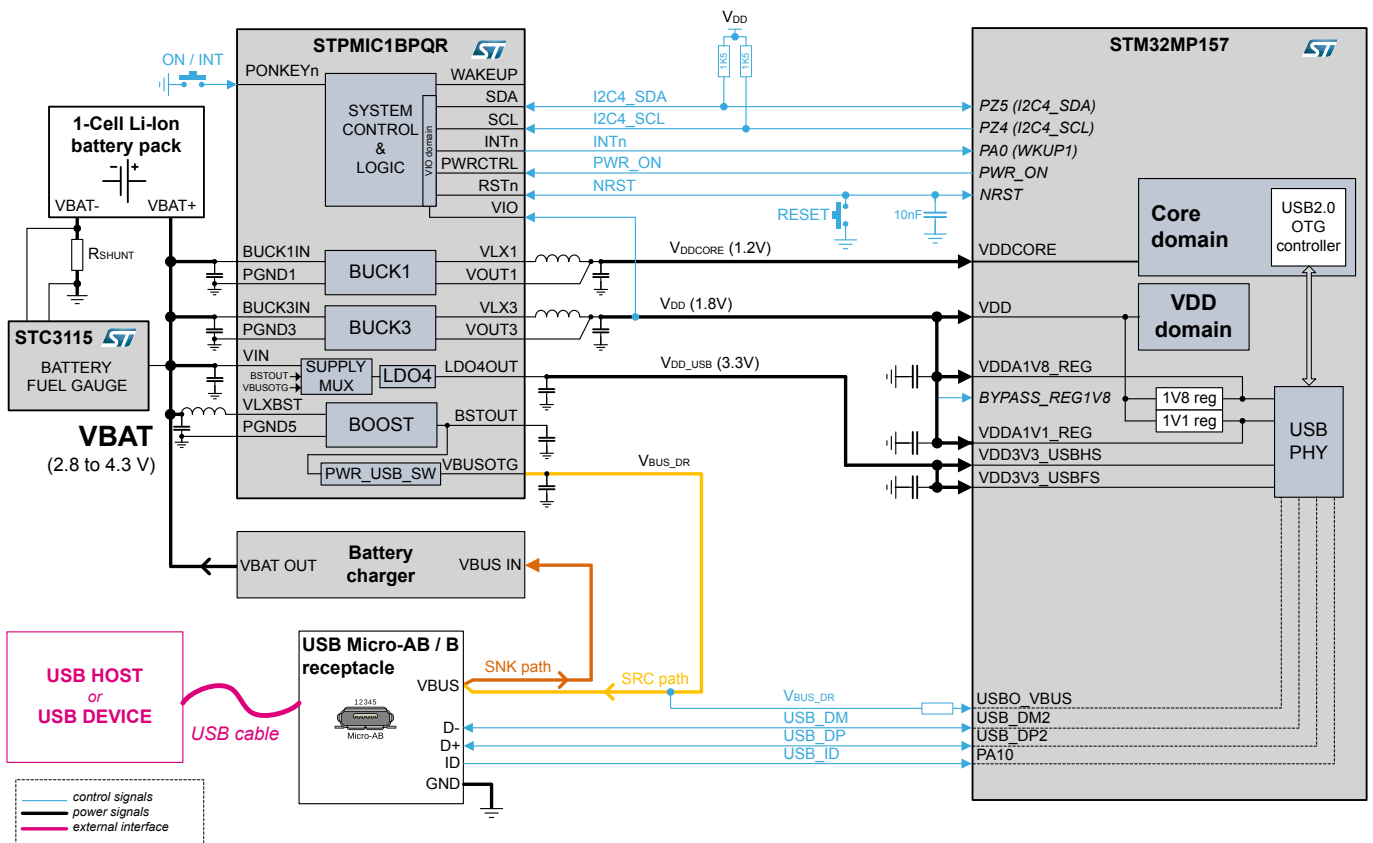 STPMIC1BPQR
ST
PONKEYn
WAKEUP
SDA
SCL
INTn
PWRCTRL
RSTn
VIO
SYSTEM
CONTROL
&
LOGIC
VIO domain
ON / INT
1-Cell Li-Ion
battery pack
- +
VBAT-
VBAT+
RSHUNT
STC3115 ST
BATTERY
FUEL GAUGE
VBAT
(2.8 to 4.3 V)
BUCK1IN
PGND1
BUCK1
VLX1
VOUT1
BUCK3IN
PGND3
BUCK3
VLX3
VOUT3
VIN
BSTOUT
VBUSOTG
SUPPLY
MUX
LDO4
LDO4OUT
VLXBST
PGND5
BOOST
BSTOUT
PWR_USB_SW
VBUSOTG
VDD
1K5
1K5
I2C4_SDA
I2C4_SCL
INTn
PWR_ON
NRST
RESET
10nF
VDDCORE (1.2V)
VDD (1.8V)
VDD_USB (3.3V)
VBUS_DR
STM32MP157
ST
PZ5 (I2C4_SDA)
PZ4 (I2C4_SCL)
PA0 (WKUP1)
PWR_ON
NRST
Core
domain
USB2.0
OTG
controller
VDDCORE
VDD
VDD
domain
VDDA1V8_REG
BYPASS_REG1V8
1V8 reg
1V1 reg
VDDA1V1_REG
VDD3V3_USBHS
VDD3V3_USBFS
USB
PHY
VBAT OUT
Battery
charger
VBUS IN
USB HOST
or
USB DEVICE
USB cable
USB Micro-AB / B
receptacle
12345
Micro-AB
VBUS
D-
D+
ID
GND
SNK path
SRC path
VBUS_DR
USB_DM
USB_DP
USB_ID
USBO_VBUS
USB_DM2
USB_DP2
PA10
control signals
power signals
external interface